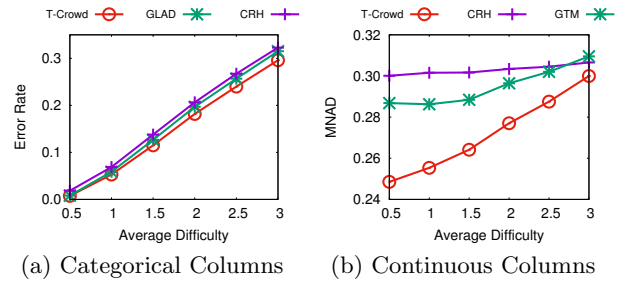 T-Crowd GLAD CRH
Error Rate
0.3
0.2
0.1
0.0
0.5 1 1.5 2 2.5 3
Average Difficulty
(a) Categorical Columns
T-Crowd CRH GTM
MNAD
0.32
0.30
0.28
0.26
0.24
0.5 1 1.5 2 2.5 3
Average Difficulty
(b) Continuous Columns